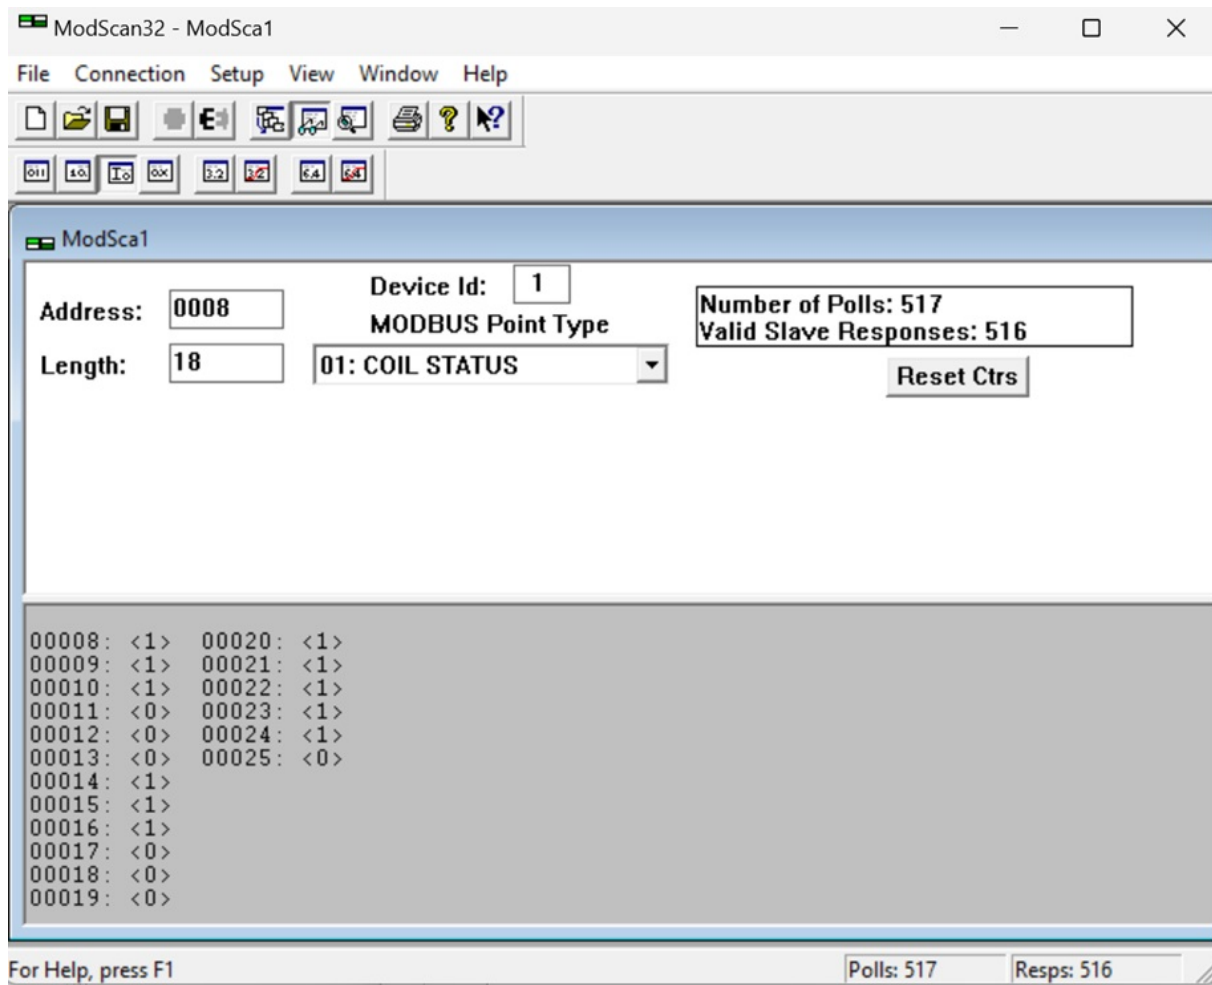 ModScan32 - ModSca1
File Connection Setup View Window Help
ModSca1
Address: 0008
Device Id: 1
MODBUS Point Type
Length: 18
01: COIL STATUS
Number of Polls: 517
Valid Slave Responses: 516
Reset Ctrs
00008: <1> 00020: <1>
00009: <1> 00021: <1>
00010: <1> 00022: <1>
00011: <0> 00023: <1>
00012: <0> 00024: <1>
00013: <0> 00025: <0>
00014: <1>
00015: <1>
00016: <1>
00017: <0>
00018: <0>
00019: <0>
For Help, press F1
Polls: 517
Resps: 516